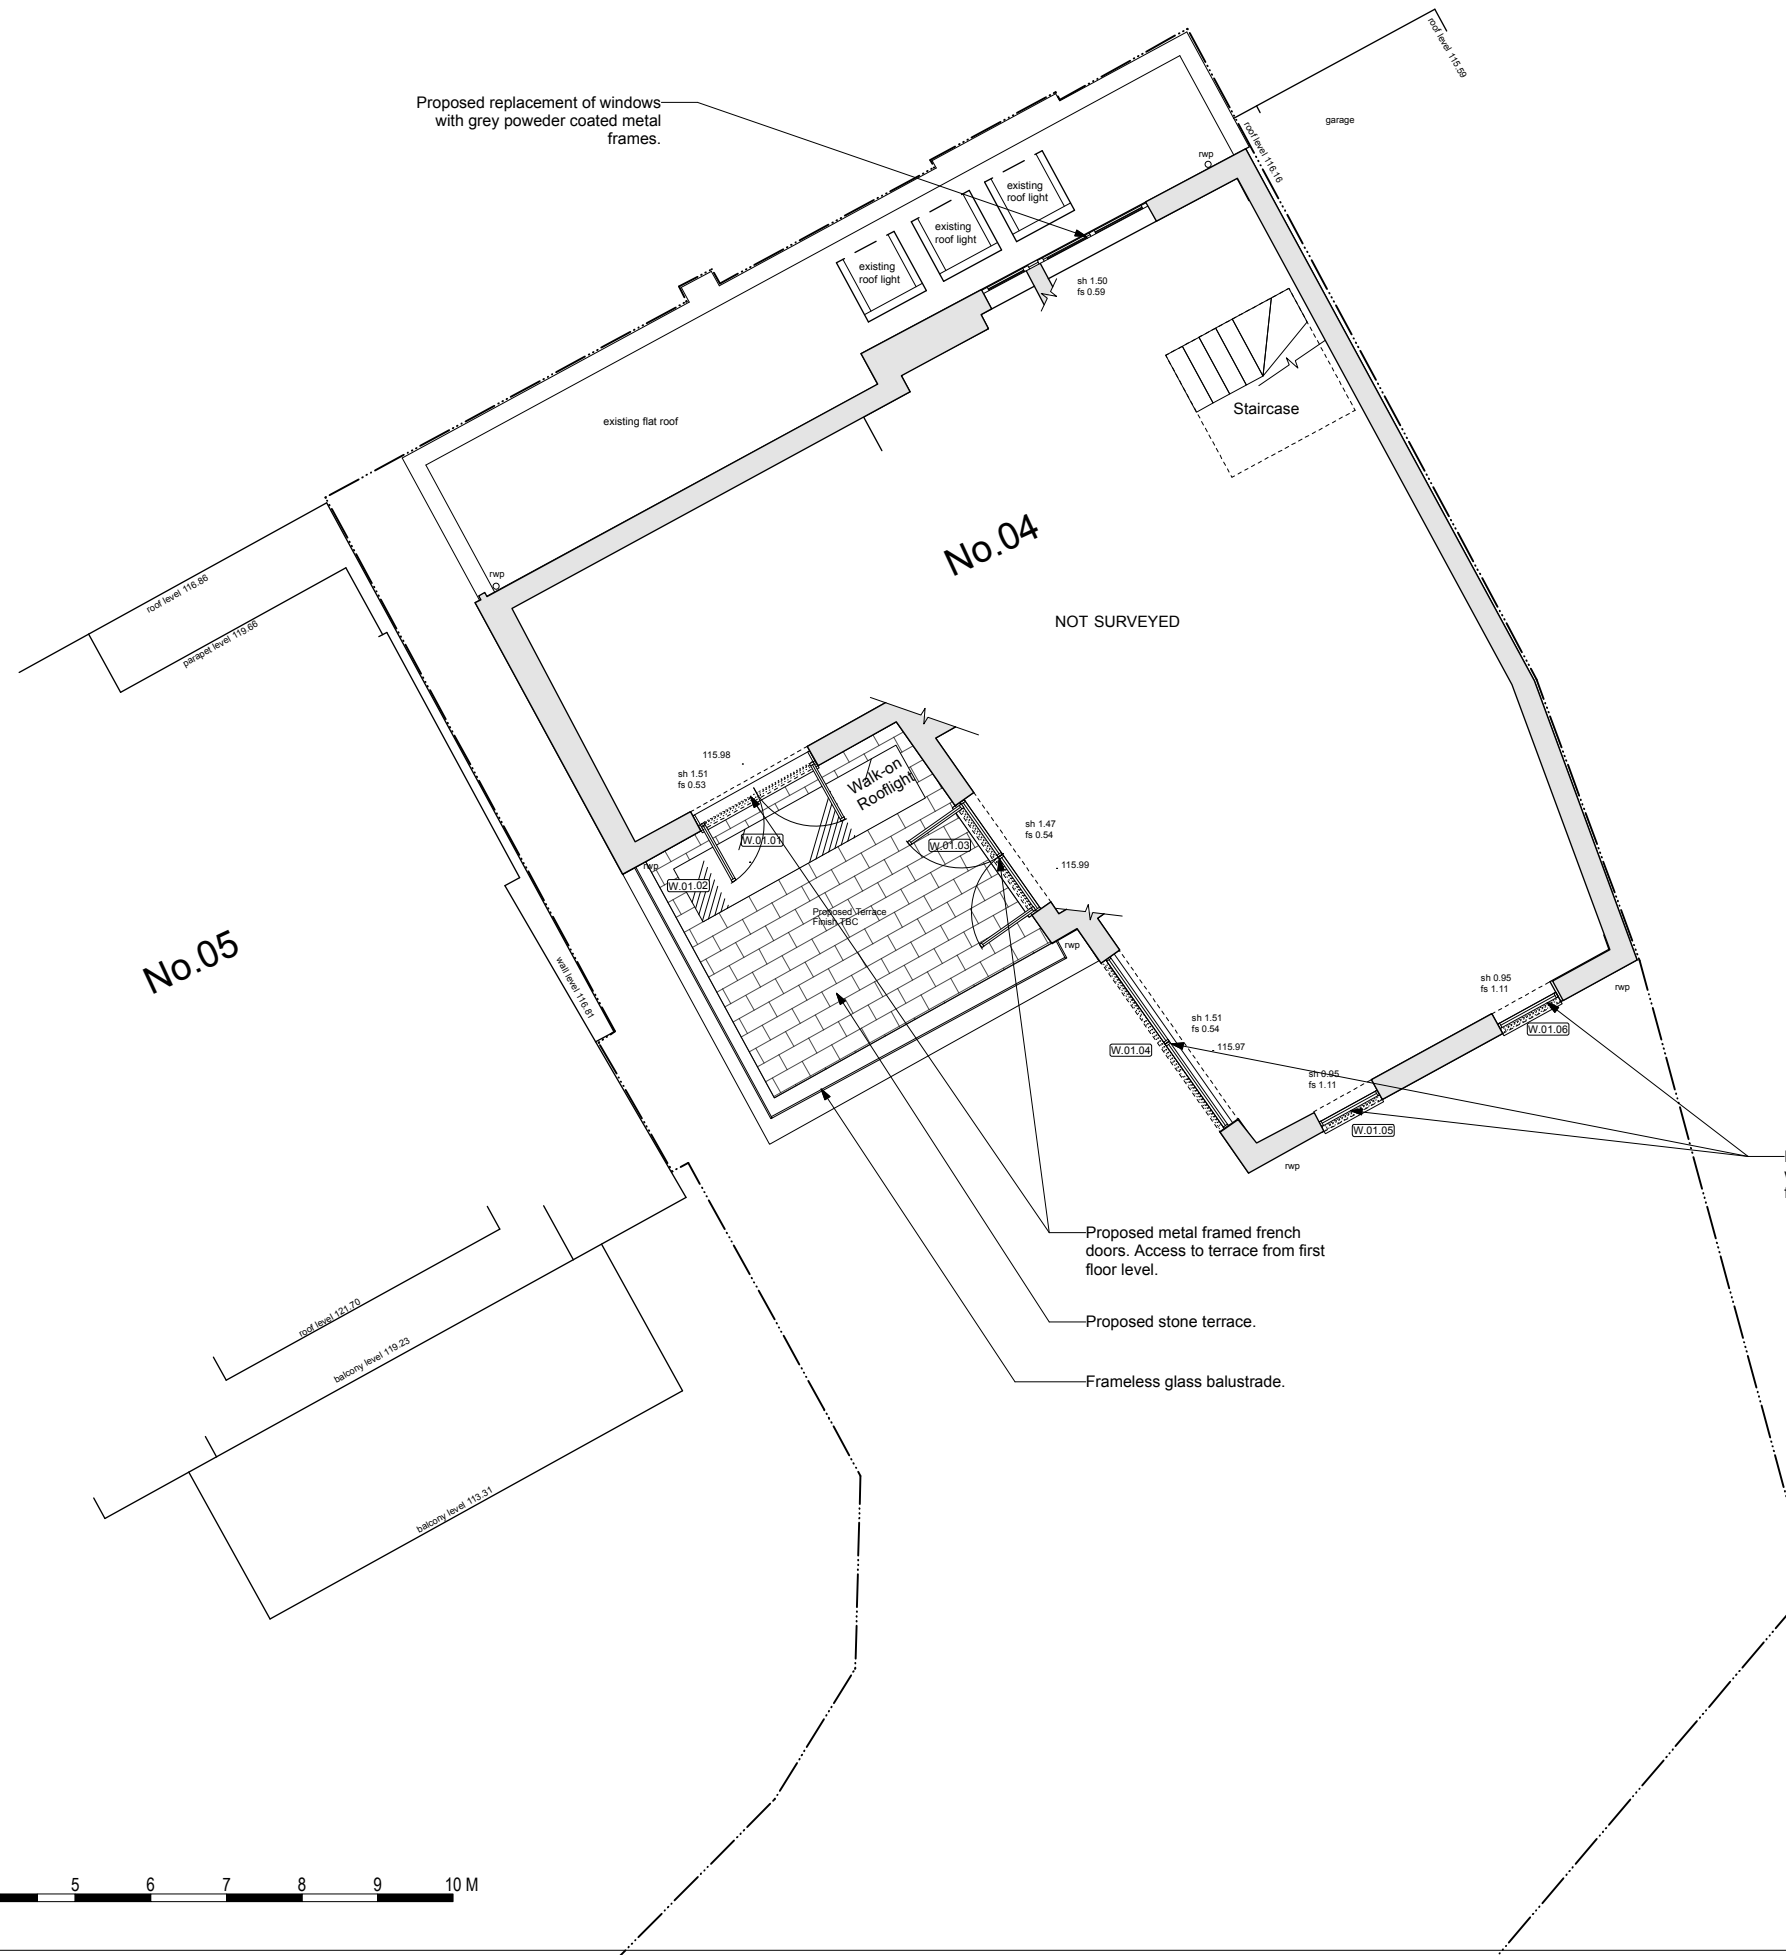 roof level 115.59
Proposed replacement of windows
with grey poweder coated metal
frames.
garage
roof level 116.16
rwp
existing
roof light
existing
roof light
existing
roof light
sh 1.50
fs 0.59
Staircase
existing flat roof
No.04
NOT SURVEYED
rwp
roof level 116.86
parapet level 119.66
115.98
sh 1.51
fs 0.53
Walk-on
Rooflight
W.01.01
W.01.02
rwp
W.01.03
sh 1.47
fs 0.54
115.99
Proposed Terrace
Finish TBC
No.05
wall level 116.81
rwp
sh 0.95
fs 1.11
rwp
W.01.06
sh 1.51
fs 0.54
115.97
W.01.04
sh 0.95
fs 1.11
W.01.05
rwp
Proposed metal framed french
doors. Access to terrace from first
floor level.
Proposed stone terrace.
Frameless glass balustrade.
roof level 121.70
balcony level 119.23
balcony level 113.31
5 6 7 8 9 10 M